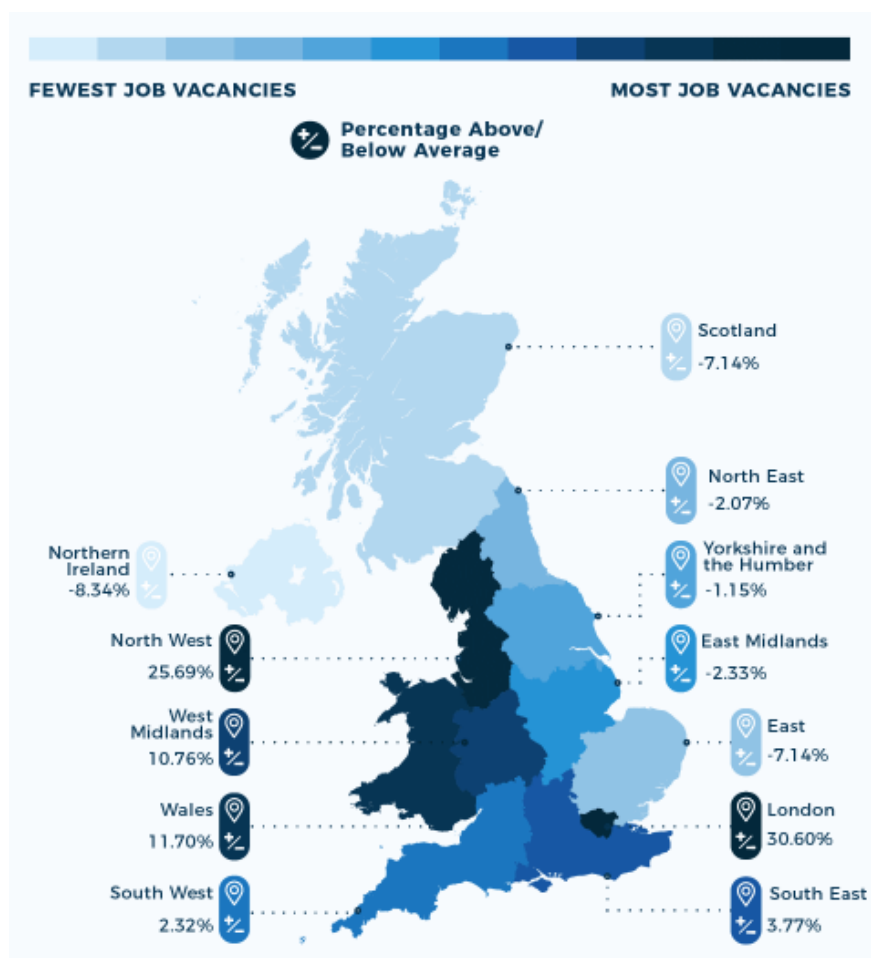 FEWEST JOB VACANCIES
MOST JOB VACANCIES
Percentage Above/
Below Average
Scotland
-7.14%
North East
-2.07%
Northern
Ireland
-8.34%
Yorkshire and
the Humber
-1.15%
North West
25.69%
East Midlands
-2.33%
West
Midlands
10.76%
East
-7.14%
Wales
11.70%
London
30.60%
South West
2.32%
South East
3.77%